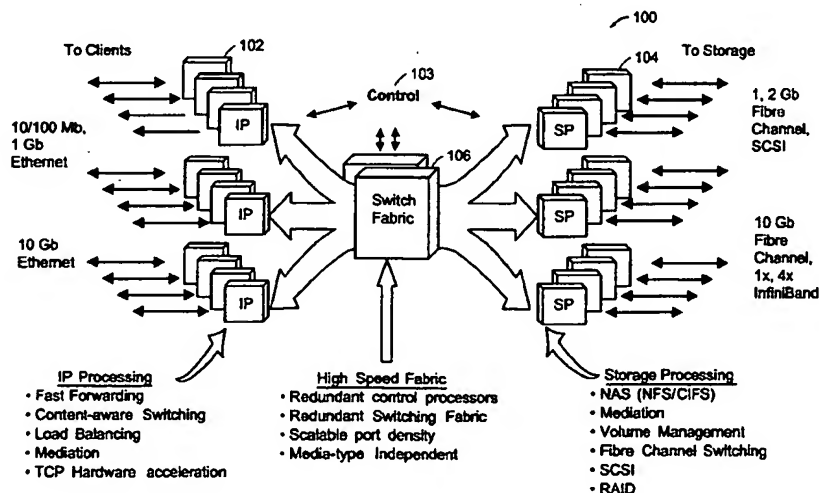 100
102
104
To Clients
To Storage
103
Control
IP
SP
10/100 Mb,
1 Gb
Ethernet
1, 2 Gb
Fibre
Channel,
SCSI
106
Switch
Fabric
IP
SP
10 Gb
Ethernet
10 Gb
Fibre
Channel,
1x, 4x
InfiniBand
IP
SP
IP Processing
• Fast Forwarding
• Content-aware Switching
• Load Balancing
• Mediation
• TCP Hardware acceleration
High Speed Fabric
• Redundant control processors
• Redundant Switching Fabric
• Scalable port density
• Media-type Independent
Storage Processing
• NAS (NFS/CIFS)
• Mediation
• Volume Management
• Fibre Channel Switching
• SCSI
• RAID